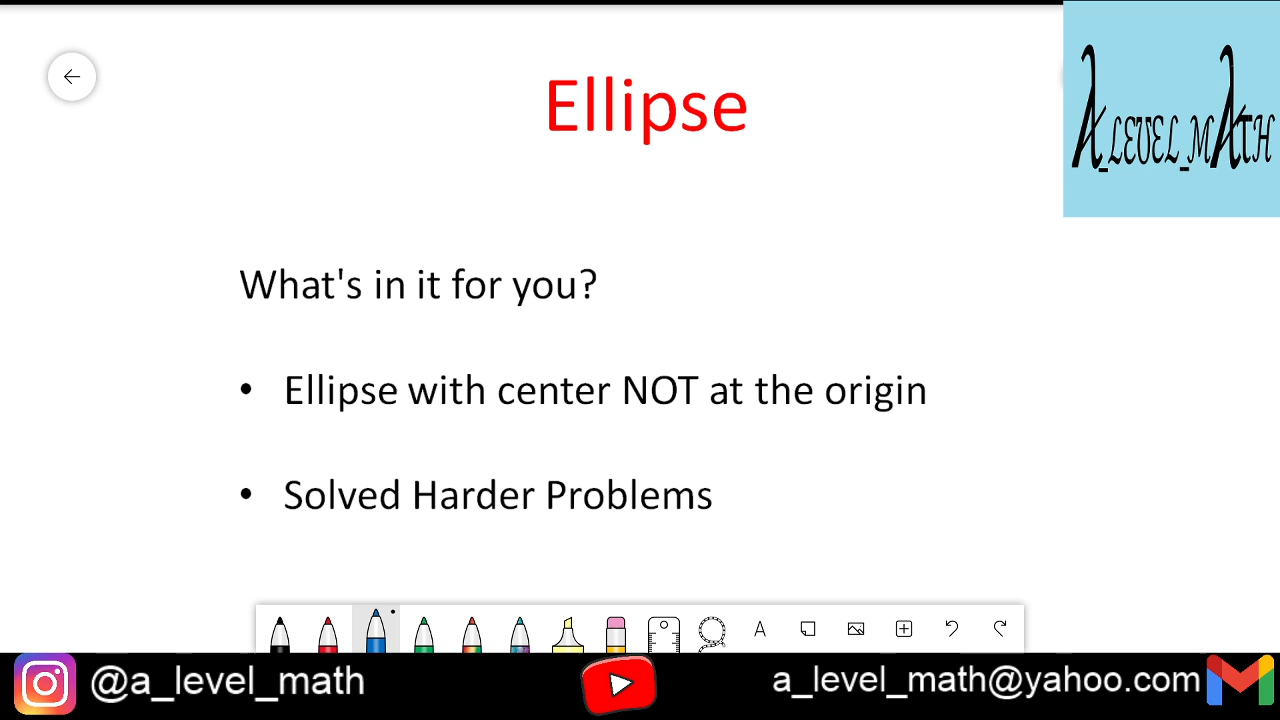 Ellipse
A_LEVEL_MATH
What's in it for you?
• Ellipse with center NOT at the origin
• Solved Harder Problems
A
@a_level_math
a_level_math@yahoo.com